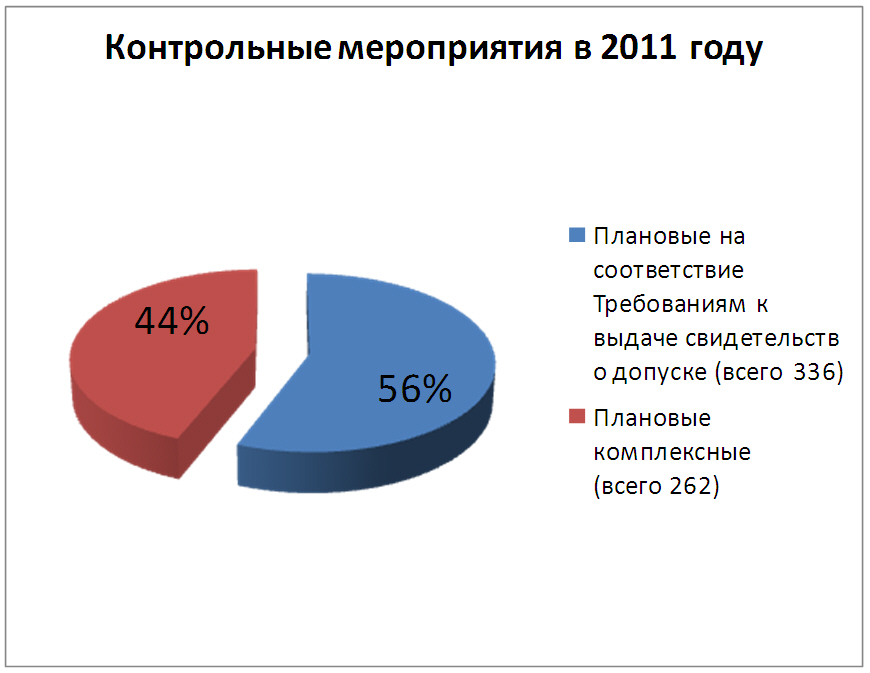 Контрольные мероприятия в 2011 году
44%
56%
Плановые на
соответствие
Требованиям к
выдаче свидетельств
о допуске (всего 336)
Плановые
комплексные
(всего 262)